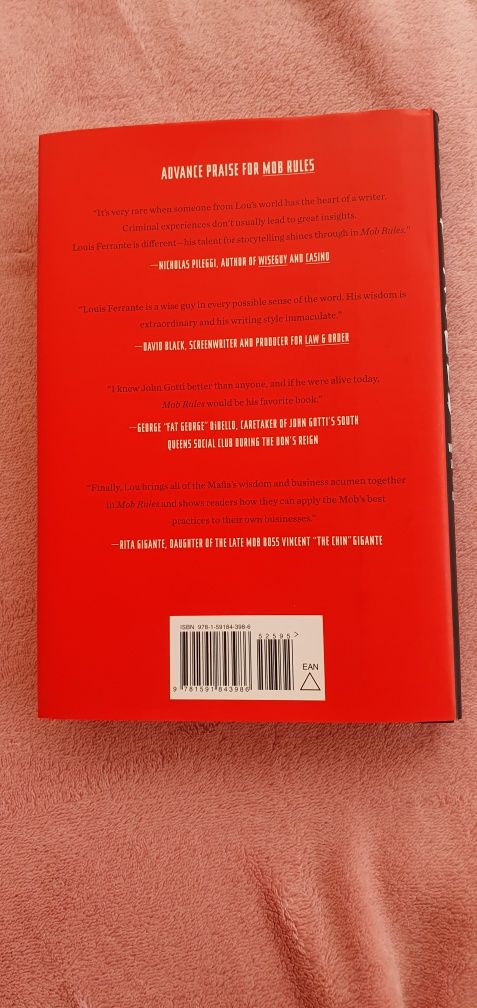 ADVANCE PRAISE FOR MOB RULES
“It's very rare when someone from Lou's world has the heart of a writer.
Criminal experiences don't usually lead to great insights.
Louis Ferrante is different—his talent for storytelling shines through in Mob Rules.”
—NICHOLAS PILEGGI, AUTHOR OF WISEGUY AND CASINO
“Louis Ferrante is a wise guy in every possible sense of the word. His wisdom is
extraordinary and his writing style immaculate.”
—DAVID BLACK, SCREENWRITER AND PRODUCER FOR LAW & ORDER
“I knew John Gotti better than anyone, and if he were alive today,
Mob Rules would be his favorite book.”
—GEORGE “FAT GEORGE” DiBELLO, CARETAKER OF JOHN GOTTI'S SOUTH
QUEENS SOCIAL CLUB DURING THE DON'S REIGN
“Finally, Lou brings all of the Mafia's wisdom and business acumen together
in Mob Rules and shows readers how they can apply the Mob's best
practices to their own businesses.”
—RITA GIGANTE, DAUGHTER OF THE LATE MOB BOSS VINCENT “THE CHIN” GIGANTE
ISBN 978-1-59184-398-6
52595>
EAN
9 781591 843986